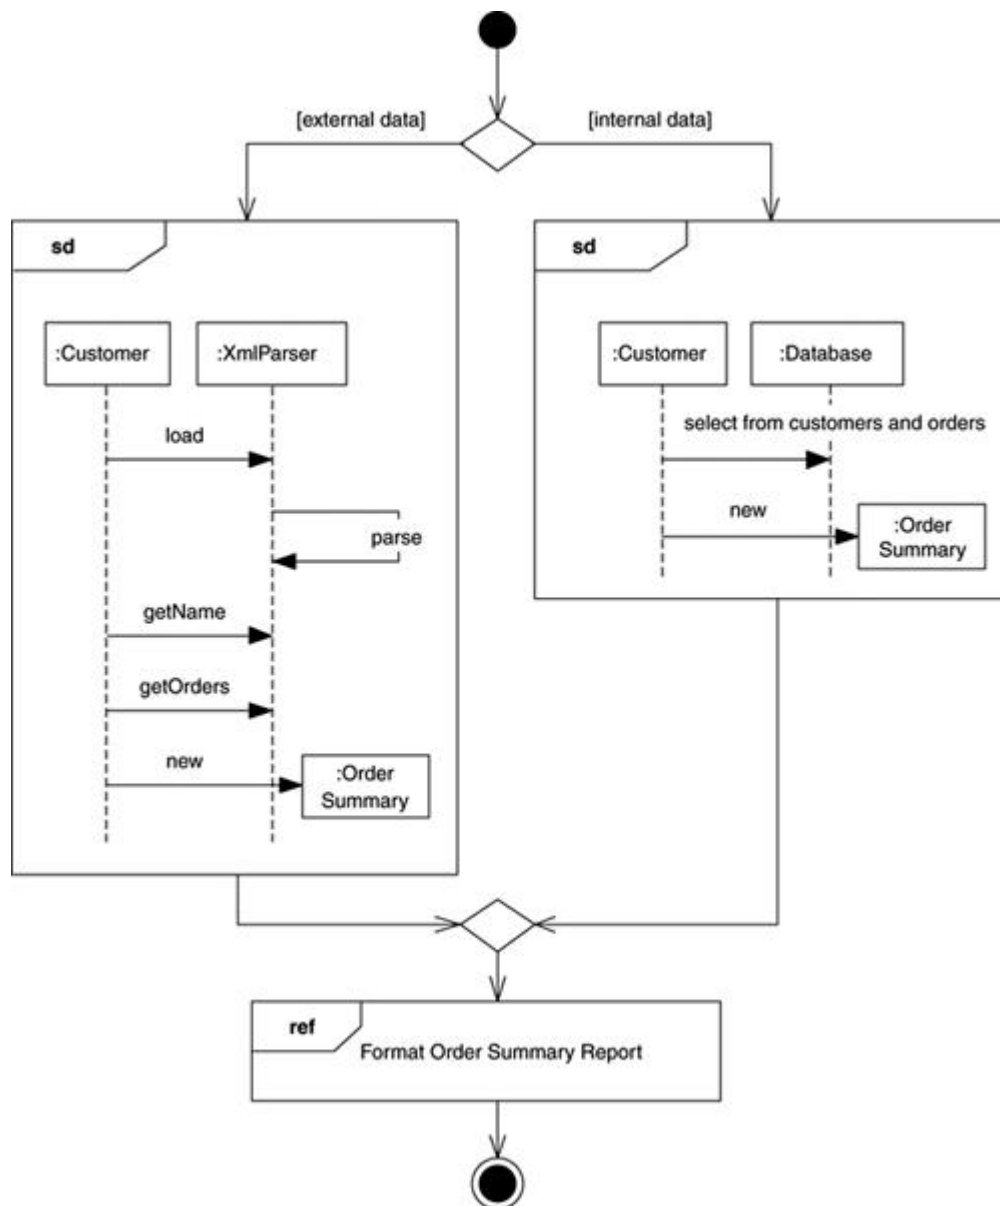 [external data]
[internal data]
sd
:Customer
:XmlParser
load
parse
getName
getOrders
new
:Order
Summary
sd
:Customer
:Database
select from customers and orders
new
:Order
Summary
ref
Format Order Summary Report